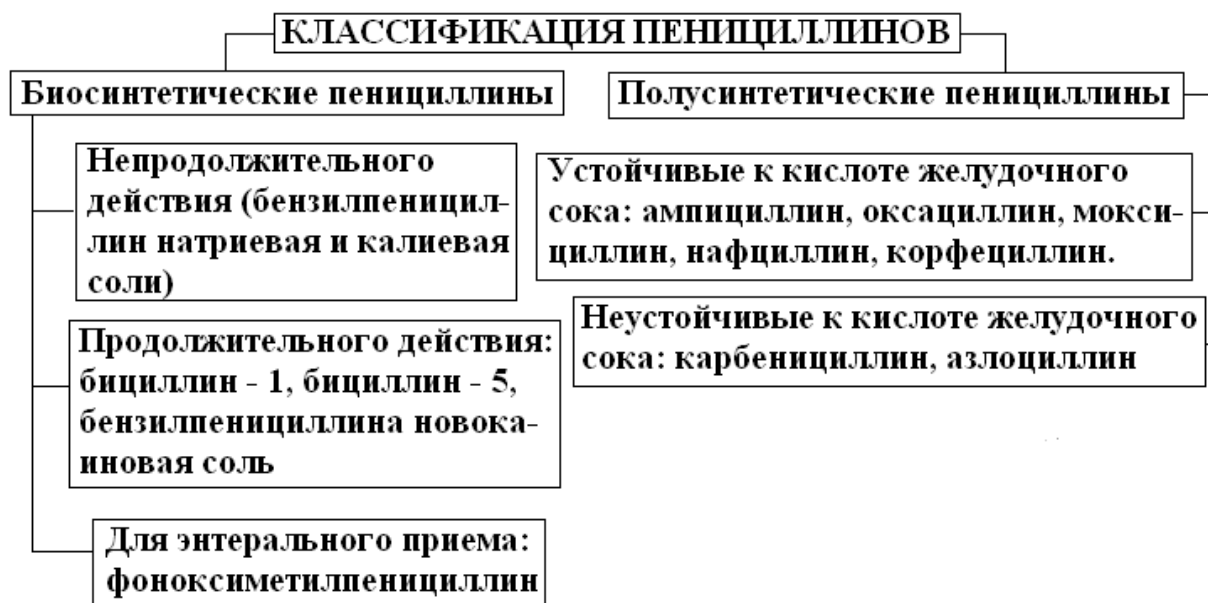 КЛАССИФИКАЦИЯ ПЕНИЦИЛЛИНОВ
Биосинтетические пенициллины
Непродолжительного
действия (бензилпеницил-
лин натриевая и калиевая
соли)
Продолжительного действия:
бициллин - 1, бициллин - 5,
бензилпенициллина новока-
иновая соль
Для энтерального приема:
фоноксиметилпенициллин
Полусинтетические пенициллины
Устойчивые к кислоте желудочного
сока: ампициллин, оксациллин, мокси-
циллин, нафциллин, корфециллин.
Неустойчивые к кислоте желудочного
сока: карбенициллин, азлоциллин